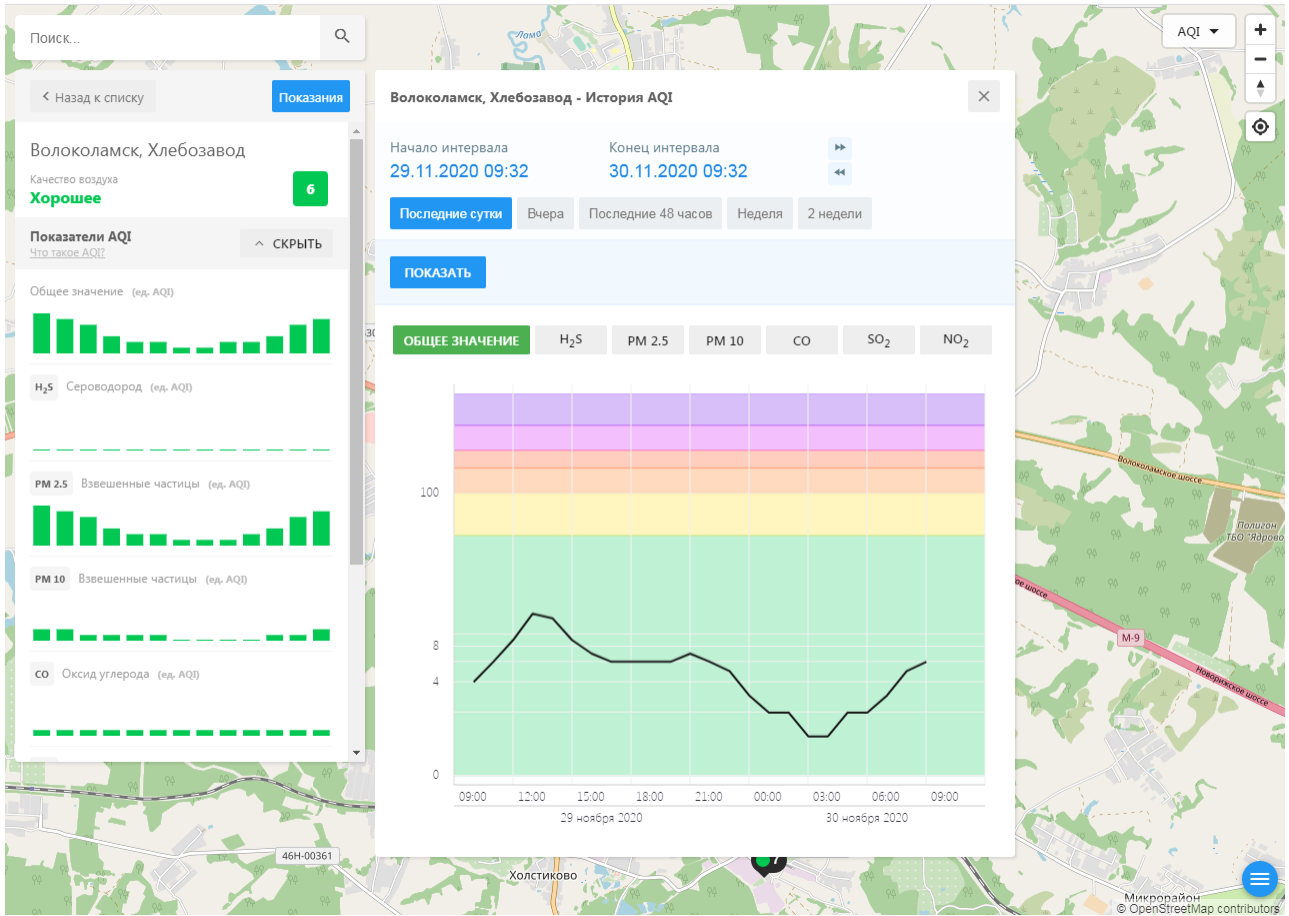 Поиск...
AQI
Лома
Назад к списку
Показания
Волоколамск, Хлебозавод
Качество воздуха
Хорошее
6
Показатели AQI
Что такое AQI?
СКРЫТЬ
Общее значение (ед. AQI)
H₂S Сероводород (ед. AQI)
PM 2.5 Взвешенные частицы (ед. AQI)
PM 10 Взвешенные частицы (ед. AQI)
CO Оксид углерода (ед. AQI)
Волоколамск, Хлебозавод - История AQI
Начало интервала
29.11.2020 09:32
Конец интервала
30.11.2020 09:32
Последние сутки
Вчера
Последние 48 часов
Неделя
2 недели
ПОКАЗАТЬ
ОБЩЕЕ ЗНАЧЕНИЕ
H₂S
PM 2.5
PM 10
CO
SO₂
NO₂
100
8
4
0
09:00 12:00 15:00 18:00 21:00 00:00 03:00 06:00 09:00
29 ноября 2020 30 ноября 2020
Волоколамское шоссе
Полигон
ТБО "Ядрово
ое шоссе
М-9
Новорижское шоссе
46Н-00361
7
Холстиково
Микрорайон
© OpenStreetMap contributors